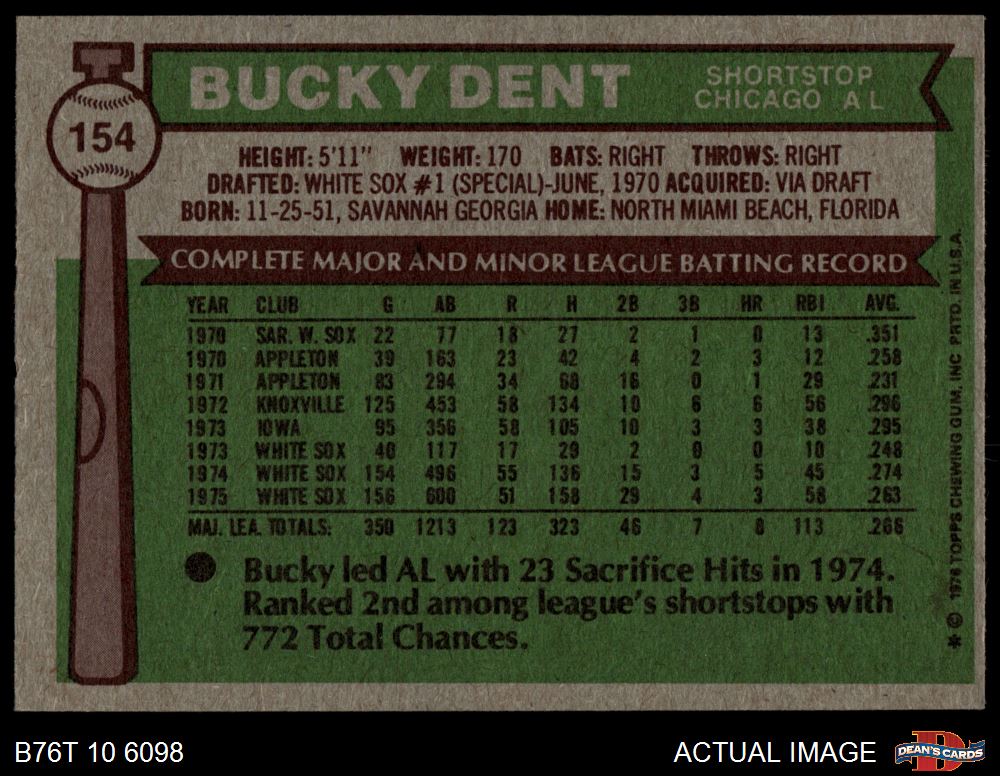 154
BUCKY DENT
SHORTSTOP
CHICAGO A L
HEIGHT: 5'11" WEIGHT: 170 BATS: RIGHT THROWS: RIGHT
DRAFTED: WHITE SOX #1 (SPECIAL)-JUNE, 1970 ACQUIRED: VIA DRAFT
BORN: 11-25-51, SAVANNAH GEORGIA HOME: NORTH MIAMI BEACH, FLORIDA
COMPLETE MAJOR AND MINOR LEAGUE BATTING RECORD
YEAR CLUB G AB R H 2B 3B HR RBI AVG.
1970 SAR. W. SOX 22 77 18 27 2 1 0 13 .351
1970 APPLETON 39 163 23 42 4 2 3 12 .258
1971 APPLETON 83 294 34 68 16 0 1 29 .231
1972 KNOXVILLE 125 453 58 134 10 6 6 56 .296
1973 IOWA 95 356 58 105 10 3 3 38 .295
1973 WHITE SOX 40 117 17 29 2 0 0 10 .248
1974 WHITE SOX 154 496 55 136 15 3 5 45 .274
1975 WHITE SOX 156 600 51 158 29 4 3 58 .263
MAJ. LEA. TOTALS: 350 1213 123 323 46 7 8 113 .266
Bucky led AL with 23 Sacrifice Hits in 1974.
Ranked 2nd among league's shortstops with
772 Total Chances.
* © 1976 TOPPS CHEWING GUM, INC PRTD. IN U.S.A.
B76T 10 6098
ACTUAL IMAGE
DEAN'S CARDS